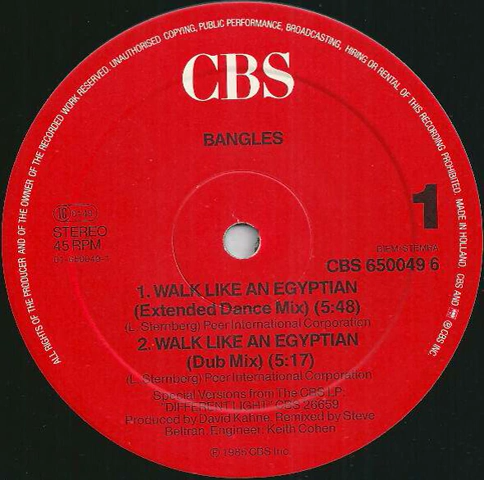 ALL RIGHTS OF THE PRODUCER AND OF THE OWNER OF THE RECORDED WORK RESERVED. UNAUTHORISED COPYING, PUBLIC PERFORMANCE, BROADCASTING, HIRING OR RENTAL OF THIS RECORDING PROHIBITED. MADE IN HOLLAND. CBS AND ℗ CBS INC.
CBS
BANGLES
1
STEREO
45 RPM
BIEM/STEMRA
CBS 650049 6
1. WALK LIKE AN EGYPTIAN
(Extended Dance Mix) (5:48)
(L. Sternberg) Peer International Corporation
2. WALK LIKE AN EGYPTIAN
(Dub Mix) (5:17)
(L. Sternberg) Peer International Corporation
Special Versions from The CBS LP.
"DIFFERENT LIGHT" CBS 26659
Produced by David Kahne, Remixed by Steve
Beltran, Engineer: Keith Cohen
℗ 1986 CBS Inc.